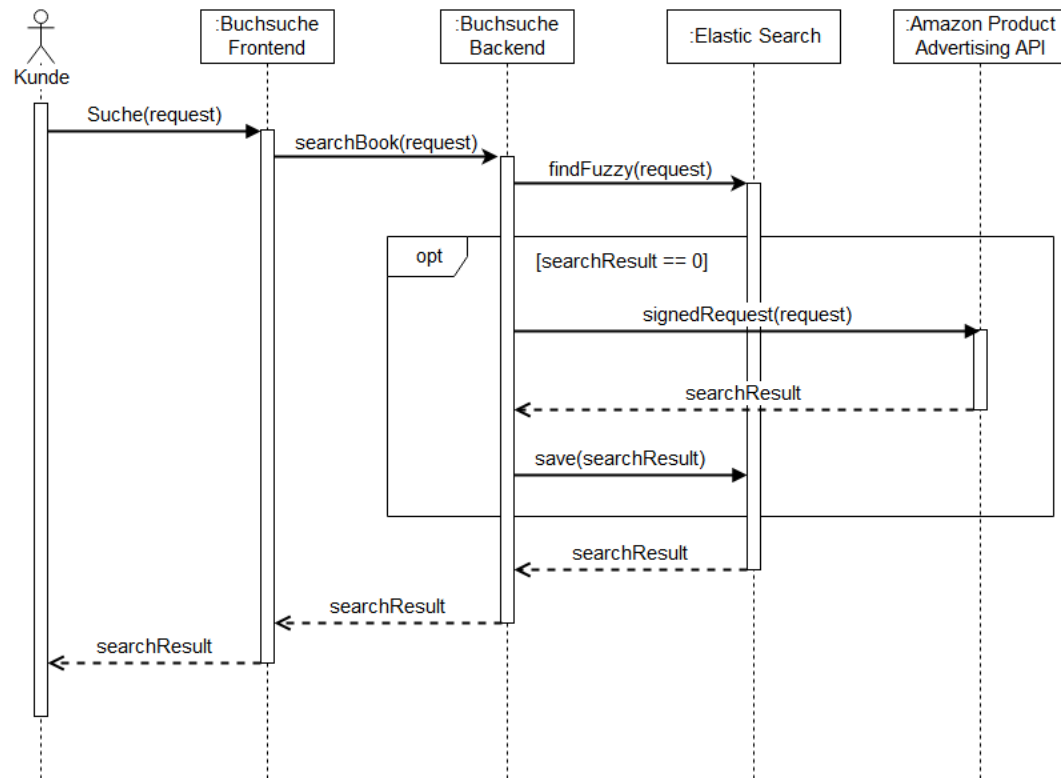 :Buchsuche
Frontend
:Buchsuche
Backend
:Elastic Search
:Amazon Product
Advertising API
Kunde
Suche(request)
searchBook(request)
findFuzzy(request)
opt
[searchResult == 0]
signedRequest(request)
searchResult
save(searchResult)
searchResult
searchResult
searchResult